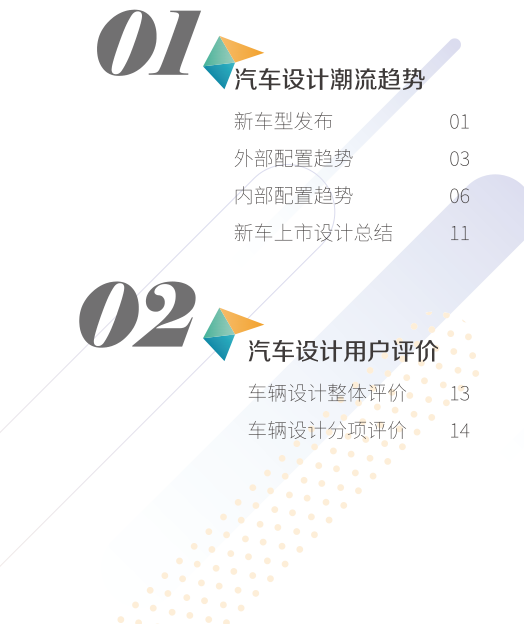 01
汽车设计潮流趋势
新车型发布 01
外部配置趋势 03
内部配置趋势 06
新车上市设计总结 11
02
汽车设计用户评价
车辆设计整体评价 13
车辆设计分项评价 14